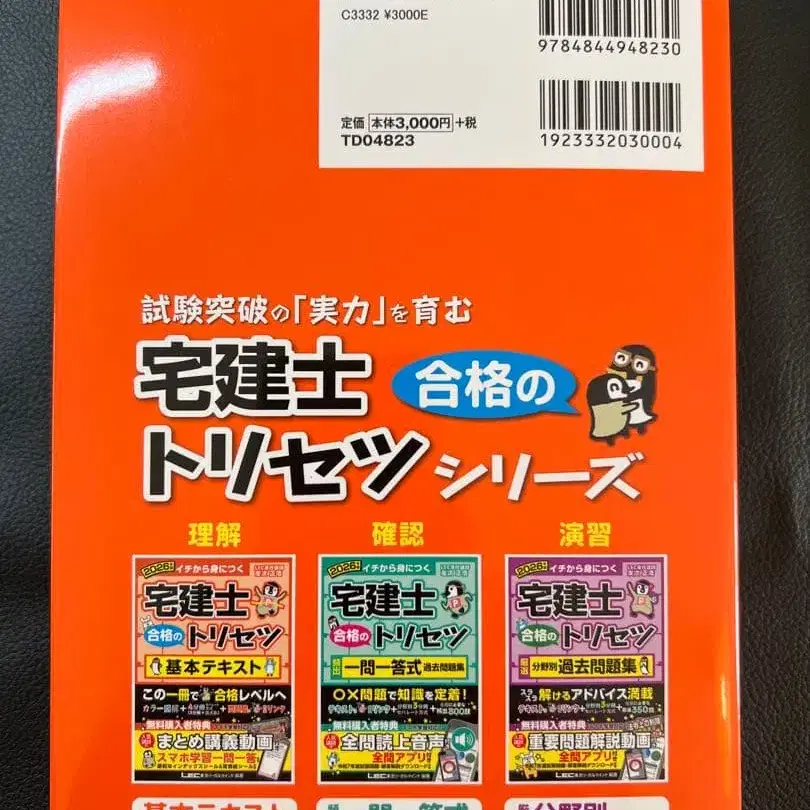 C3332 ¥3000E
9784844948230
定価 本体3,000円 +税
TD04823
1923332030004
試験突破の「実力」を育む
宅建士
合格の
トリセツ シリーズ
理解
確認
演習
2026年版 イチから身につく
宅建士
合格の
トリセツ
基本テキスト
この一冊で合格レベルへ
無料購入者特典
まとめ講義動画
スマホ学習一問一答
2026年版 イチから身につく
宅建士
合格の
トリセツ
頻出 一問一答式 過去問題集
〇×問題で知識を定着!
無料購入者特典
全問読上音声
全問アプリ
2026年版 イチから身につく
宅建士
合格の
トリセツ
厳選 分野別 過去問題集
スラスラ解けるアドバイス満載
無料購入者特典
重要問題解説動画
全問アプリ